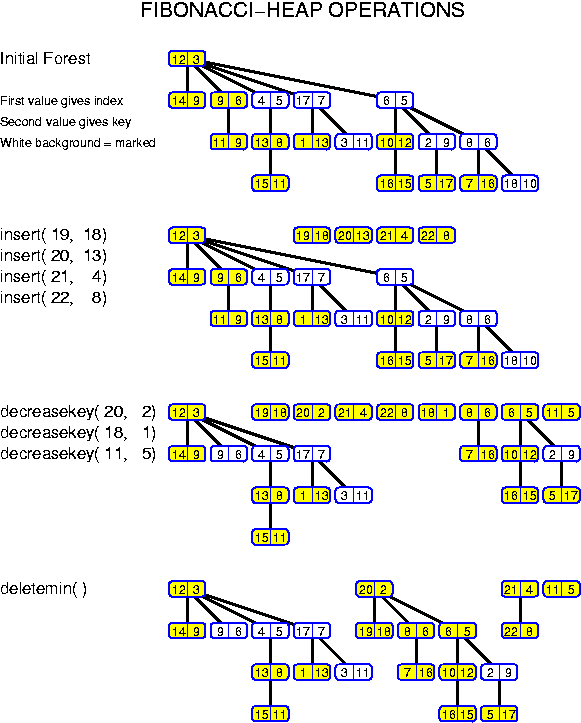 FIBONACCI−HEAP OPERATIONS
Initial Forest
12 3
First value gives index
14 9 9 6 4 5 17 7 6 5
Second value gives key
White background = marked
11 9 13 8 1 13 3 11 10 12 2 9 8 6
15 11 16 15 5 17 7 16 18 10
insert( 19, 18)
12 3 19 18 20 13 21 4 22 8
insert( 20, 13)
insert( 21, 4)
14 9 9 6 4 5 17 7 6 5
insert( 22, 8)
11 9 13 8 1 13 3 11 10 12 2 9 8 6
15 11 16 15 5 17 7 16 18 10
decreasekey( 20, 2)
12 3 19 18 20 2 21 4 22 8 18 1 8 6 6 5 11 5
decreasekey( 18, 1)
decreasekey( 11, 5)
14 9 9 6 4 5 17 7 7 16 10 12 2 9
13 8 1 13 3 11 16 15 5 17
15 11
deletemin( )
12 3 20 2 21 4 11 5
14 9 9 6 4 5 17 7 19 18 8 6 6 5 22 8
13 8 1 13 3 11 7 16 10 12 2 9
15 11 16 15 5 17